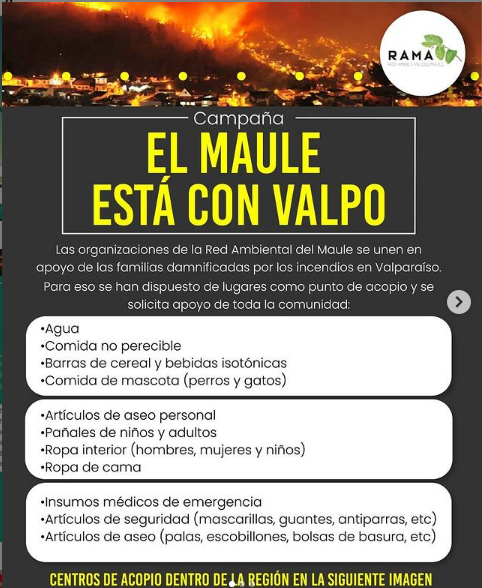 RAMA
Campaña
EL MAULE
ESTÁ CON VALPO
Las organizaciones de la Red Ambiental del Maule se unen en
apoyo de las familias damnificadas por los incendios en Valparaíso.
Para eso se han dispuesto de lugares como punto de acopio y se
solicita apoyo de toda la comunidad:
•Agua
•Comida no perecible
•Barras de cereal y bebidas isotónicas
•Comida de mascota (perros y gatos)
•Artículos de aseo personal
•Pañales de niños y adultos
•Ropa interior (hombres, mujeres y niños)
•Ropa de cama
•Insumos médicos de emergencia
•Artículos de seguridad (mascarillas, guantes, antiparras, etc)
•Artículos de aseo (palas, escobillones, bolsas de basura, etc)
CENTROS DE ACOPIO DENTRO DE LA REGIÓN EN LA SIGUIENTE IMAGEN